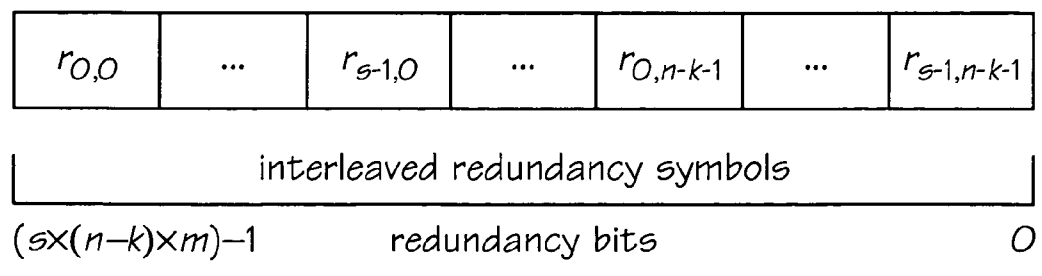 r0,0 ... rs-1,0 ... r0,n-k-1 ... rs-1,n-k-1
interleaved redundancy symbols
(s×(n–k)×m)–1 redundancy bits 0